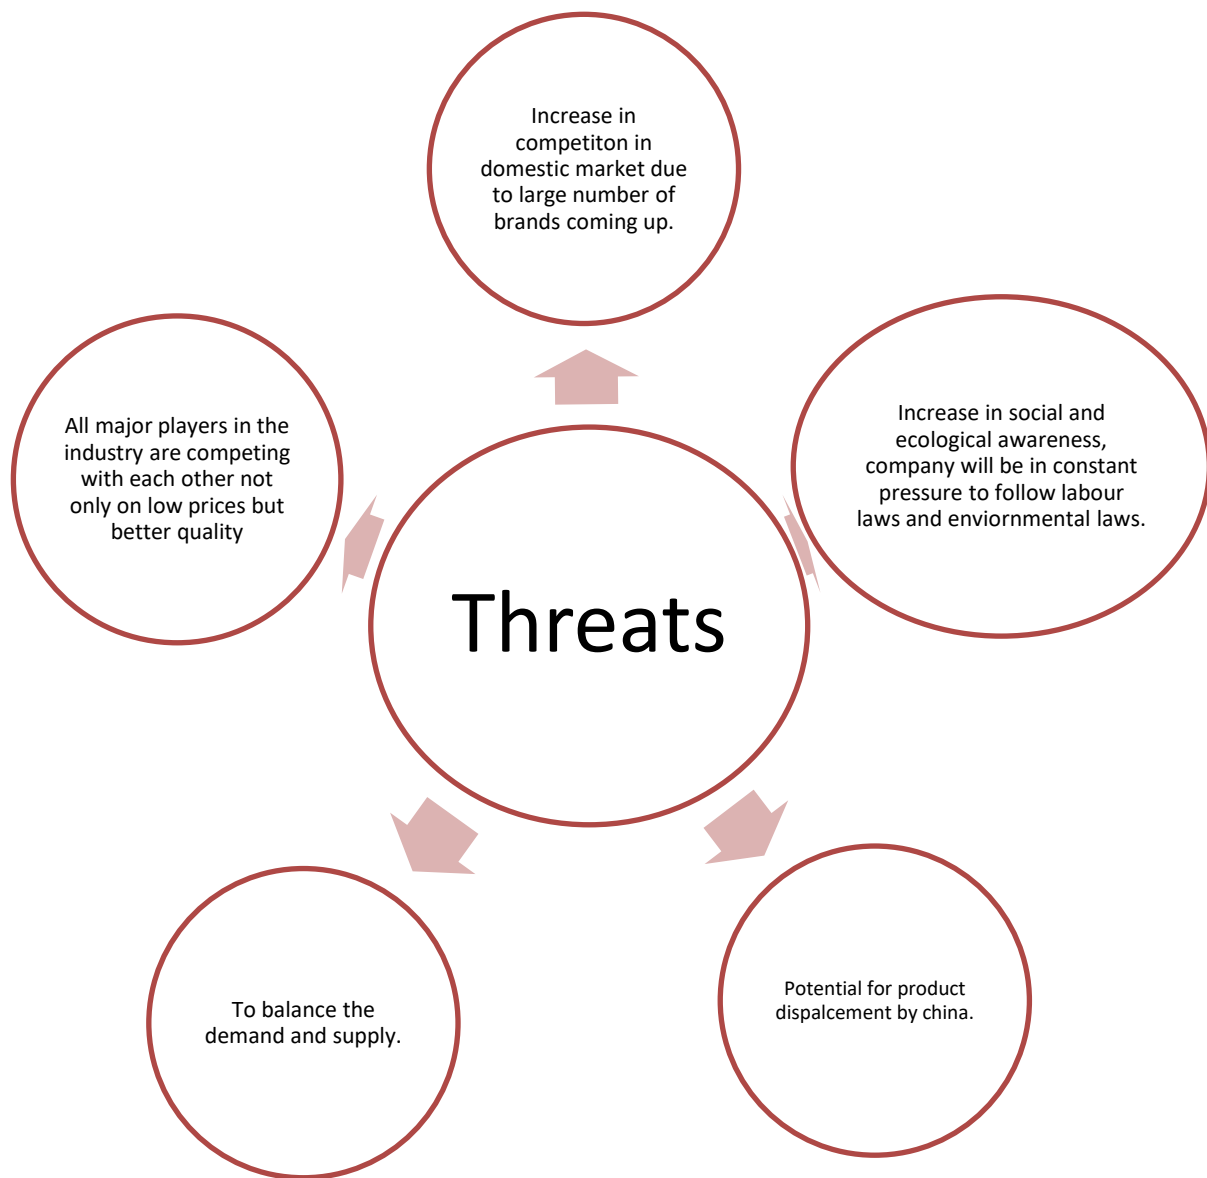 Increase in
competiton in
domestic market due
to large number of
brands coming up.
All major players in the
industry are competing
with each other not
only on low prices but
better quality
Increase in social and
ecological awareness,
company will be in constant
pressure to follow labour
laws and enviornmental laws.
Threats
To balance the
demand and supply.
Potential for product
dispalcement by china.